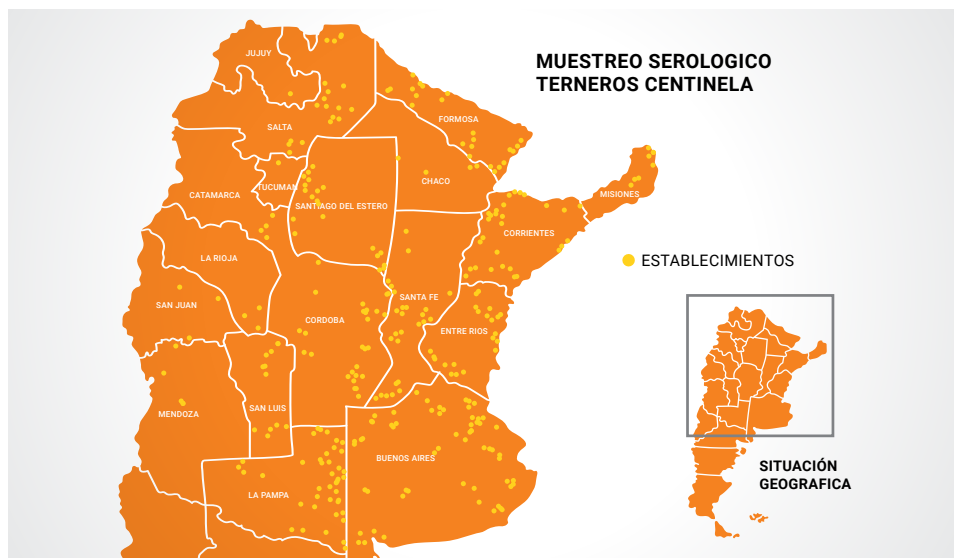 MUESTREO SEROLOGICO
TERNEROS CENTINELA
JUJUY
FORMOSA
SALTA
CHACO
TUCUMAN
CATAMARCA
MISIONES
SANTIAGO DEL ESTERO
CORRIENTES
LA RIOJA
ESTABLECIMIENTOS
SANTA FE
SAN JUAN
CORDOBA
ENTRE RIOS
SAN LUIS
MENDOZA
BUENOS AIRES
SITUACIÓN
GEOGRAFICA
LA PAMPA